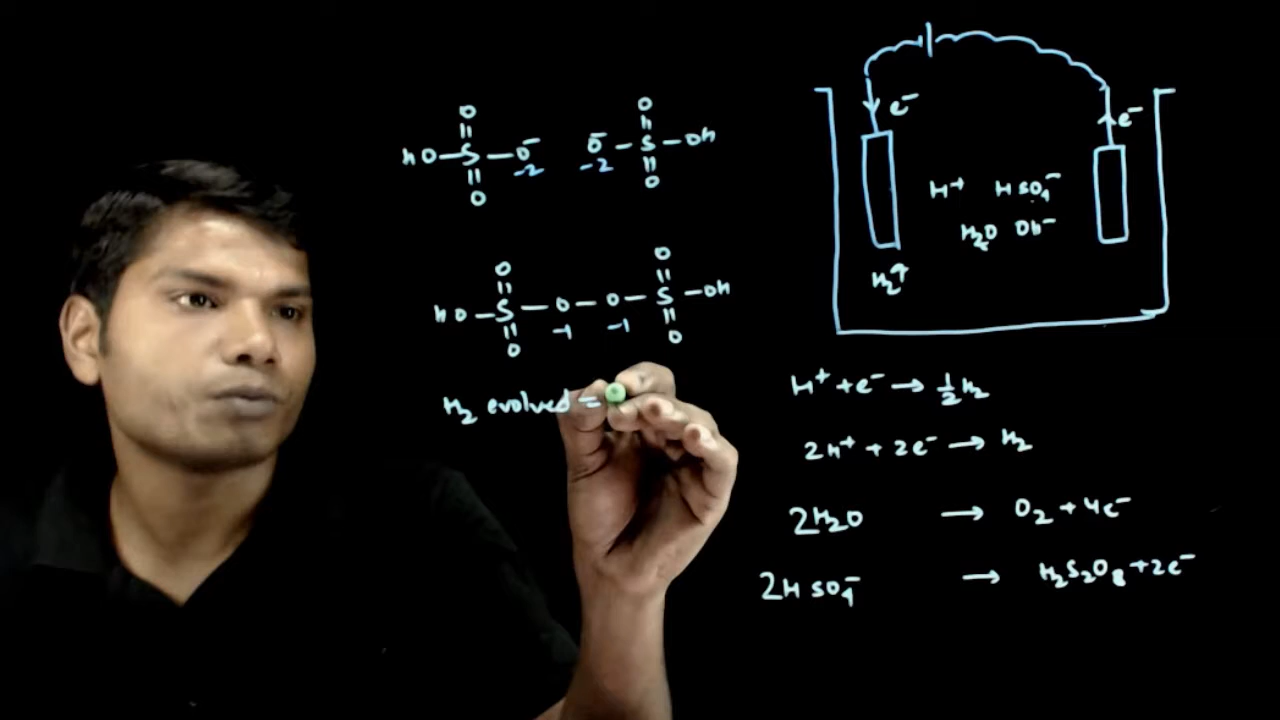 O O
HO-S-O⁻ O⁻-S-OH
-2 -2
O O
O O
HO-S-O-O-S-OH
-1 -1
O O
H₂ evolved =
e⁻ e⁻
H⁺ HSO₄⁻
H₂O OH⁻
H₂↑
H⁺ + e⁻ → ½H₂
2H⁺ + 2e⁻ → H₂
2H₂O → O₂ + 4e⁻
2HSO₄⁻ → H₂S₂O₈ + 2e⁻